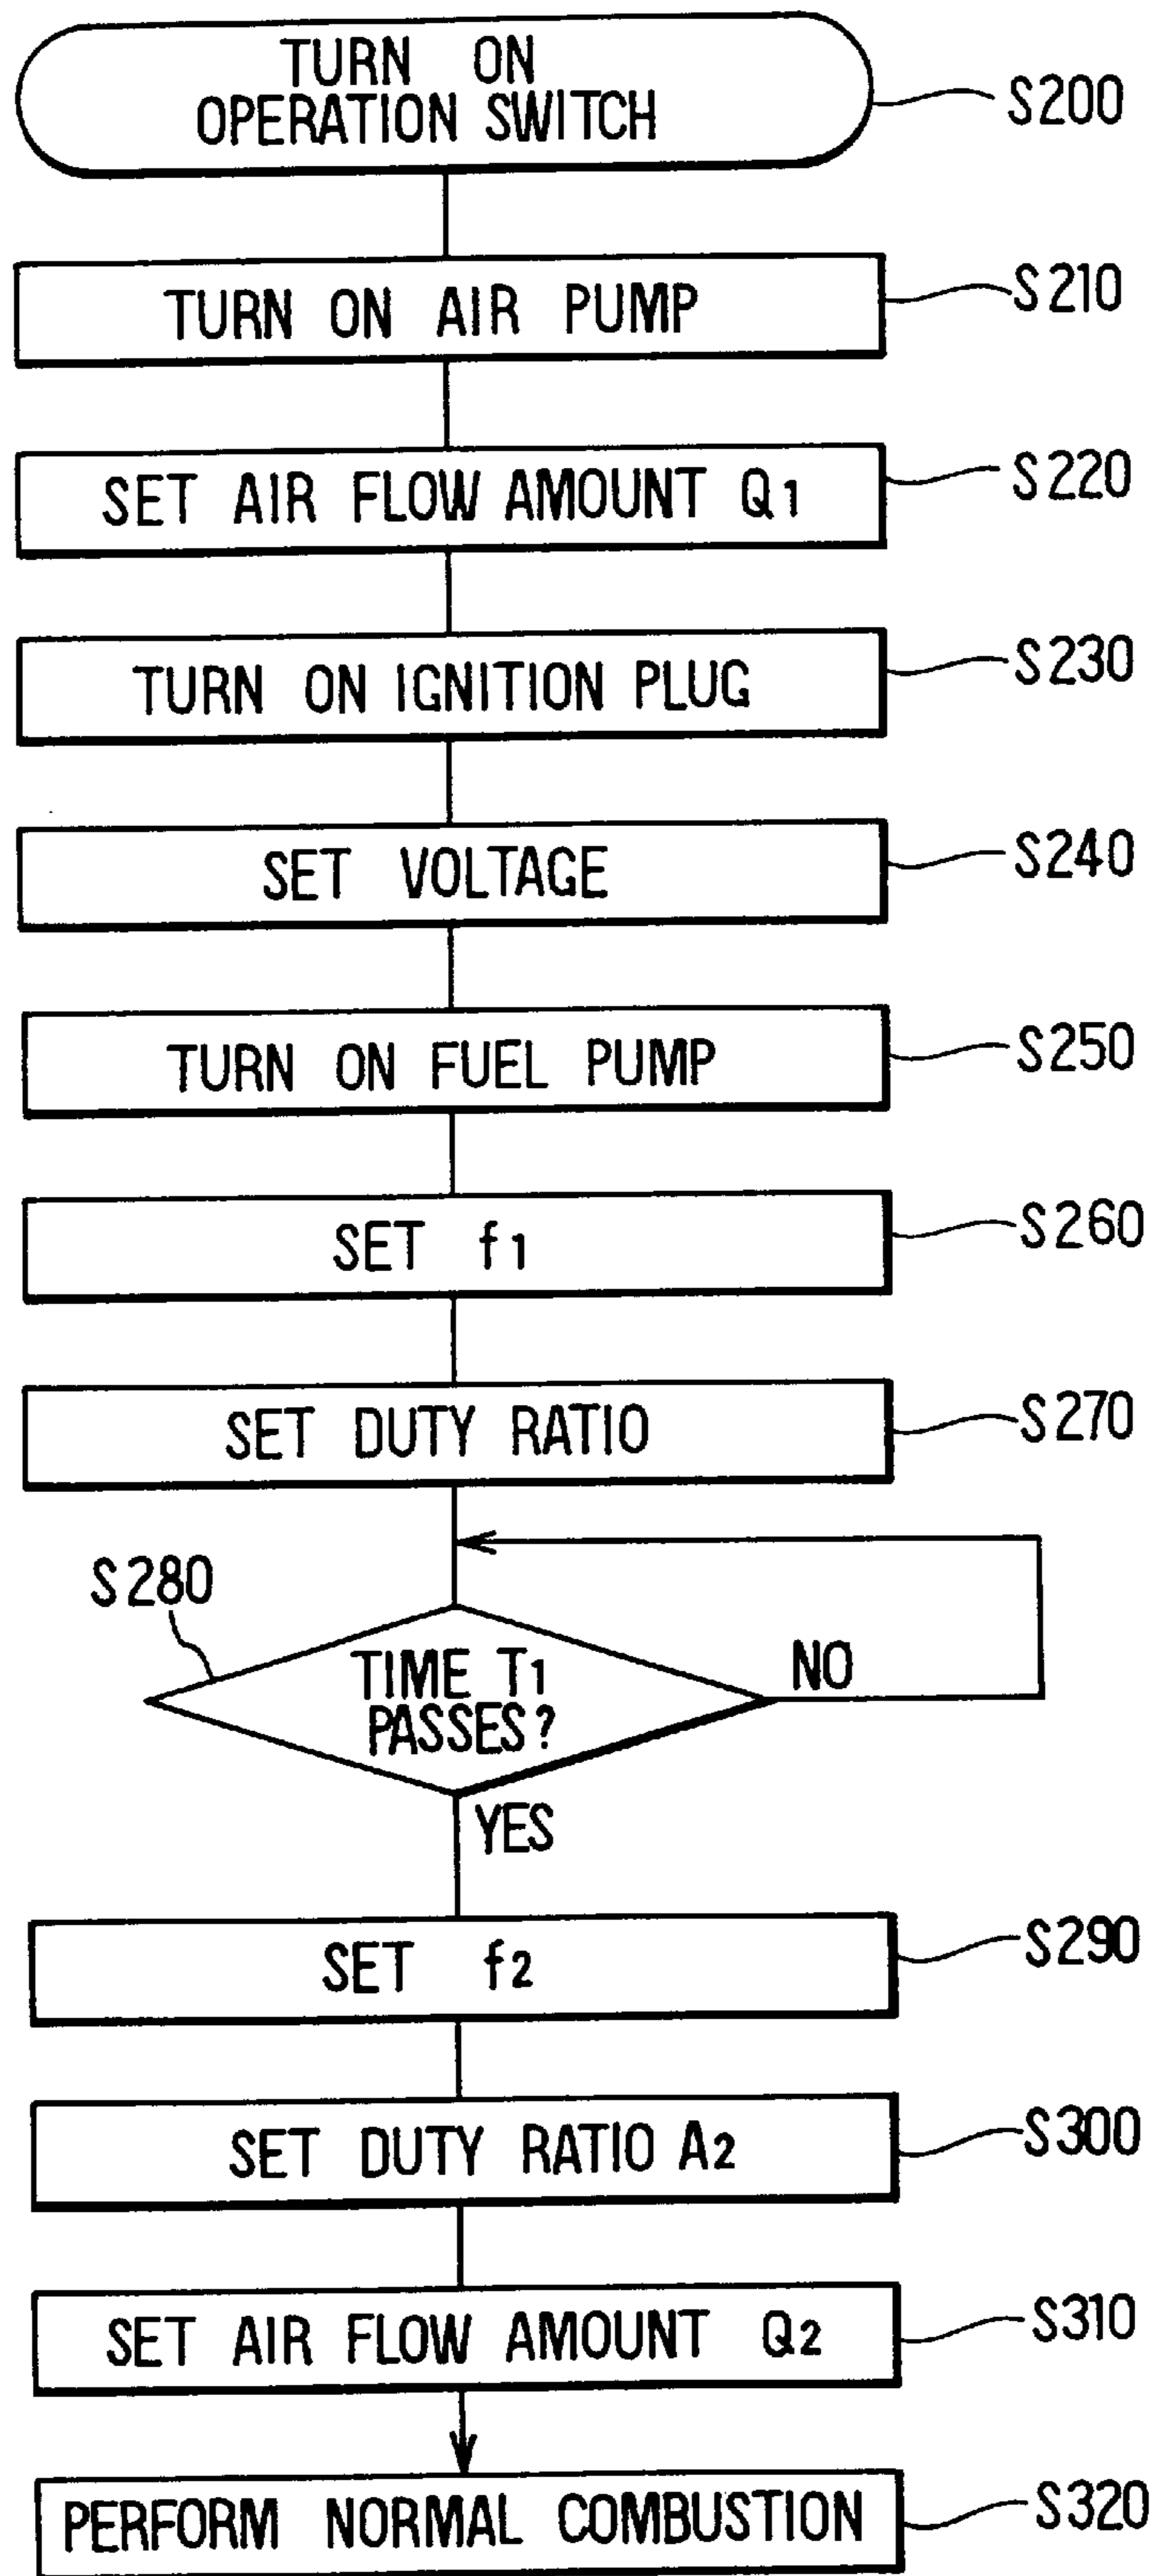 TURN ON
OPERATION SWITCH
S200
TURN ON AIR PUMP
S210
SET AIR FLOW AMOUNT Q1
S220
TURN ON IGNITION PLUG
S230
SET VOLTAGE
S240
TURN ON FUEL PUMP
S250
SET f1
S260
SET DUTY RATIO
S270
S280
TIME T1
PASSES?
NO
YES
SET f2
S290
SET DUTY RATIO A2
S300
SET AIR FLOW AMOUNT Q2
S310
PERFORM NORMAL COMBUSTION
S320